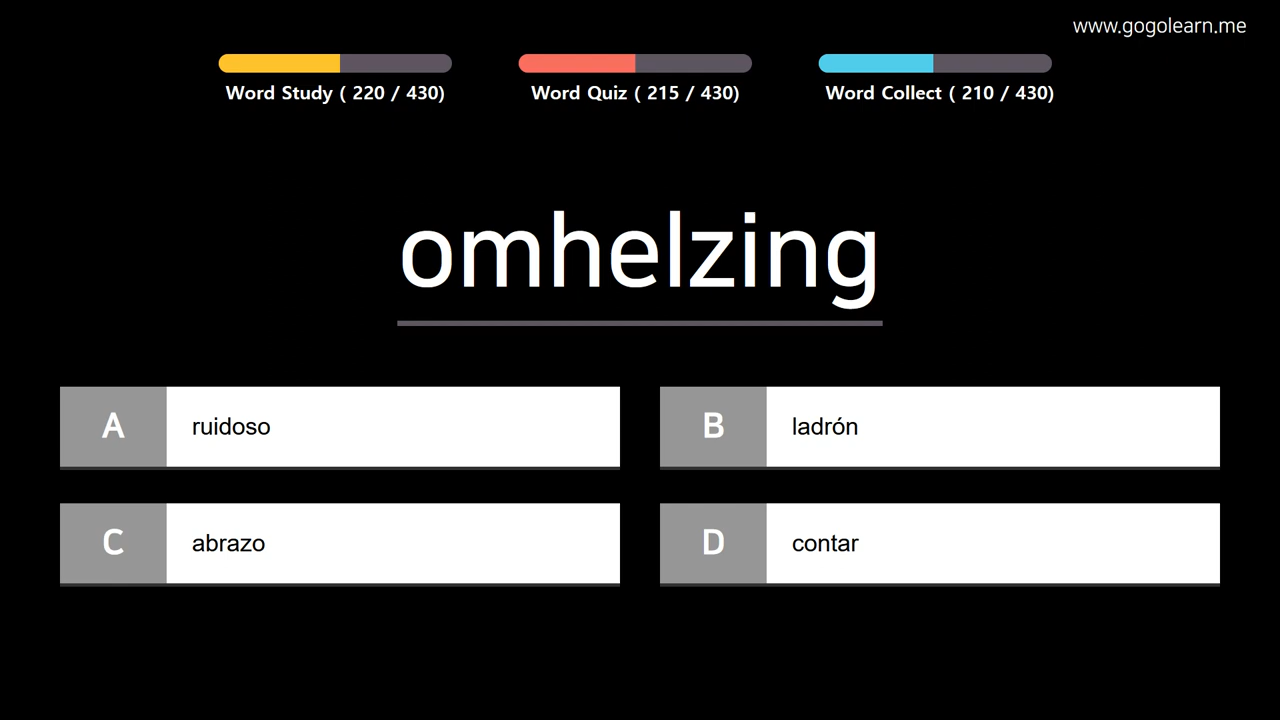 www.gogolearn.me
Word Study ( 220 / 430)
Word Quiz ( 215 / 430)
Word Collect ( 210 / 430)
omhelzing
A ruidoso
B ladrón
C abrazo
D contar